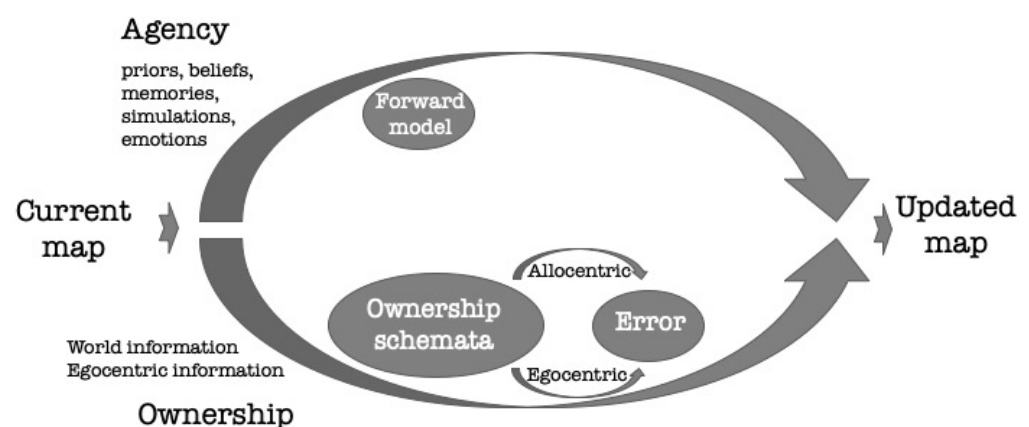 Agency
priors, beliefs,
memories,
simulations,
emotions
Forward
model
Current
map
Updated
map
Allocentric
Ownership
schemata
Error
Egocentric
World information
Egocentric information
Ownership